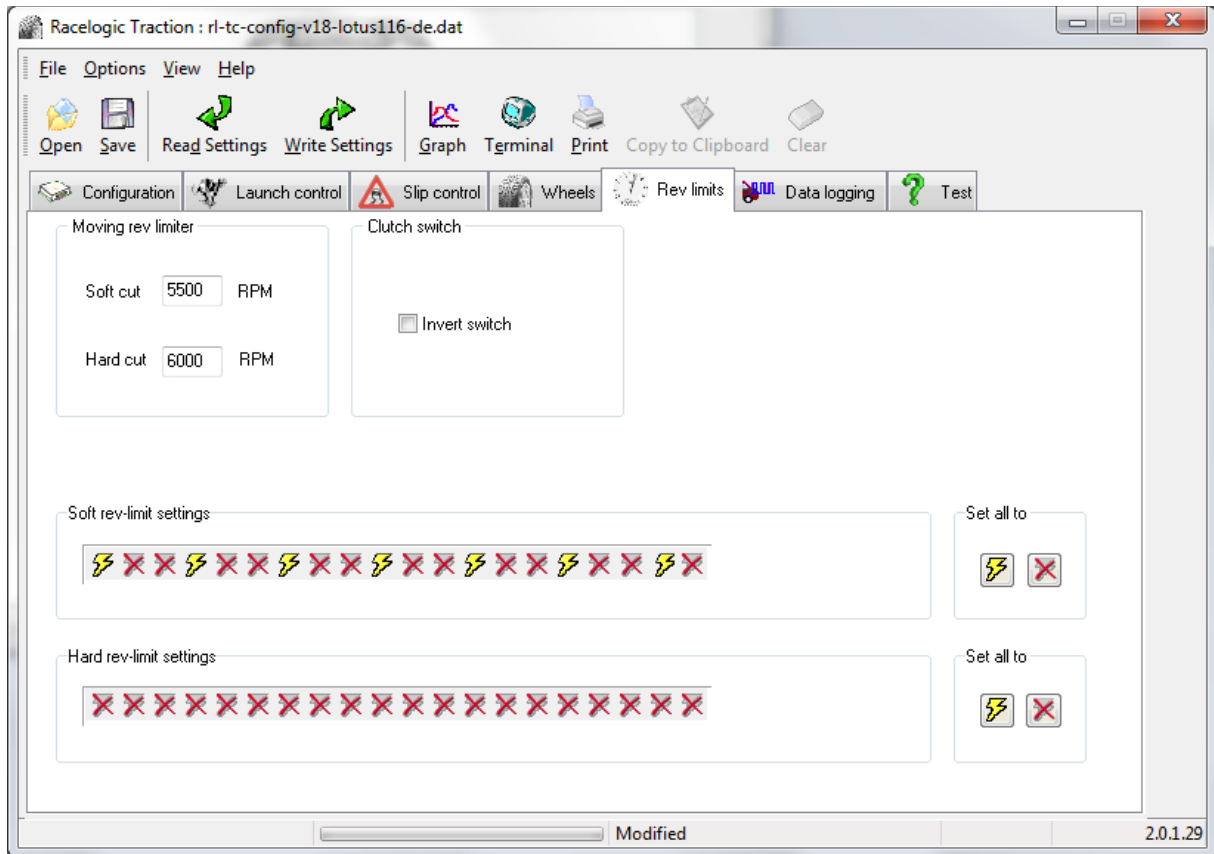 Racelogic Traction : rl-tc-config-v18-lotus116-de.dat
File Options View Help
Open Save Read Settings Write Settings Graph Terminal Print Copy to Clipboard Clear
Configuration Launch control Slip control Wheels Rev limits Data logging Test
Moving rev limiter Clutch switch
Soft cut 5500 RPM
Invert switch
Hard cut 6000 RPM
Soft rev-limit settings Set all to
Hard rev-limit settings Set all to
Modified 2.0.1.29